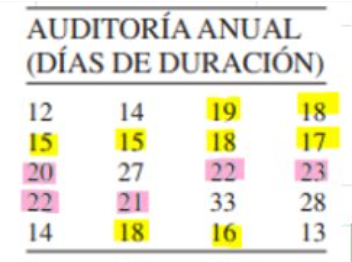 AUDITORÍA ANUAL
(DÍAS DE DURACIÓN)
12 14 19 18
15 15 18 17
20 27 22 23
22 21 33 28
14 18 16 13